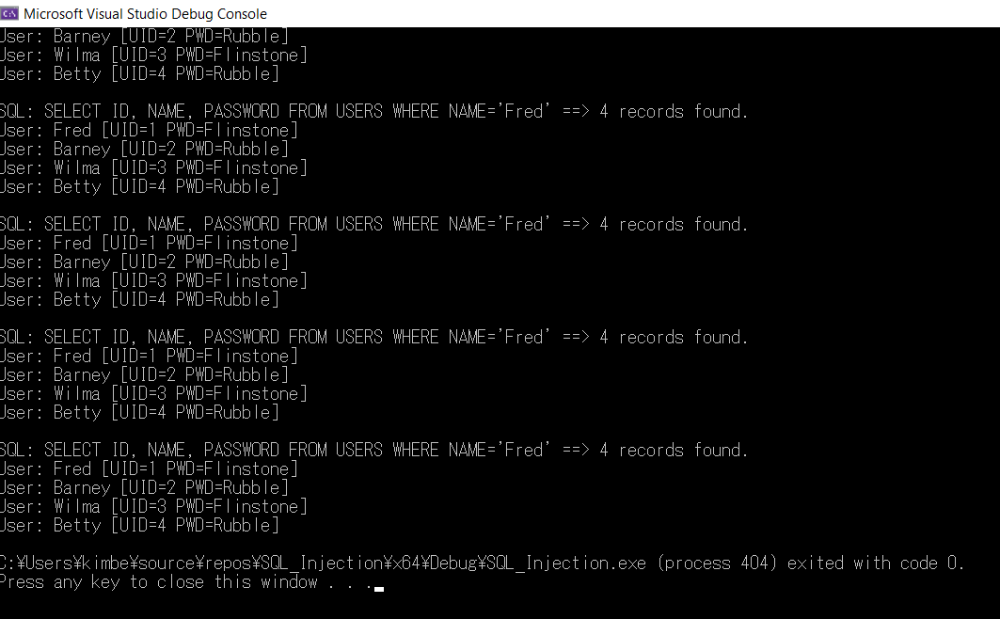 Microsoft Visual Studio Debug Console
User: Barney [UID=2 PWD=Rubble]
User: Wilma [UID=3 PWD=Flinstone]
User: Betty [UID=4 PWD=Rubble]
SQL: SELECT ID, NAME, PASSWORD FROM USERS WHERE NAME='Fred' ==> 4 records found.
User: Fred [UID=1 PWD=Flinstone]
User: Barney [UID=2 PWD=Rubble]
User: Wilma [UID=3 PWD=Flinstone]
User: Betty [UID=4 PWD=Rubble]
SQL: SELECT ID, NAME, PASSWORD FROM USERS WHERE NAME='Fred' ==> 4 records found.
User: Fred [UID=1 PWD=Flinstone]
User: Barney [UID=2 PWD=Rubble]
User: Wilma [UID=3 PWD=Flinstone]
User: Betty [UID=4 PWD=Rubble]
SQL: SELECT ID, NAME, PASSWORD FROM USERS WHERE NAME='Fred' ==> 4 records found.
User: Fred [UID=1 PWD=Flinstone]
User: Barney [UID=2 PWD=Rubble]
User: Wilma [UID=3 PWD=Flinstone]
User: Betty [UID=4 PWD=Rubble]
SQL: SELECT ID, NAME, PASSWORD FROM USERS WHERE NAME='Fred' ==> 4 records found.
User: Fred [UID=1 PWD=Flinstone]
User: Barney [UID=2 PWD=Rubble]
User: Wilma [UID=3 PWD=Flinstone]
User: Betty [UID=4 PWD=Rubble]
C:¥Users¥kimbe¥source¥repos¥SQL_Injection¥x64¥Debug¥SQL_Injection.exe (process 404) exited with code 0.
Press any key to close this window . . .